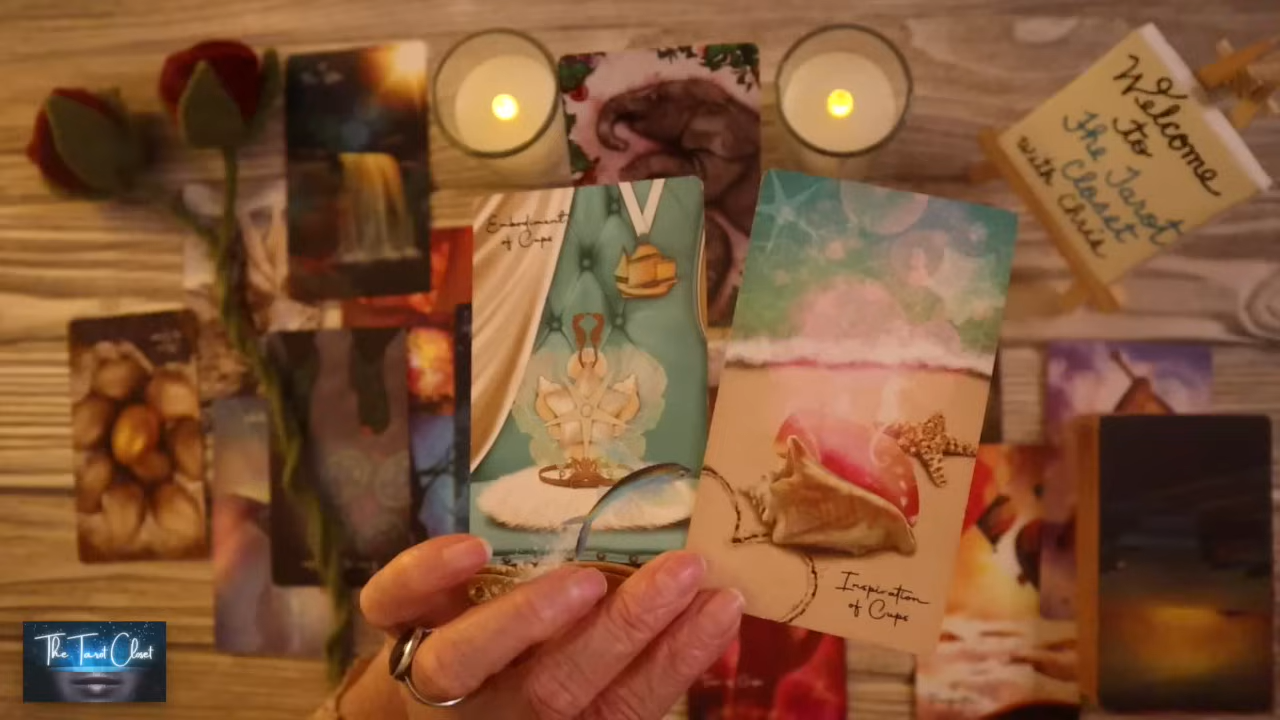 Welcome
To
The Tarot
Closet
with Chris
Embodiment
of Cups
Inspiration
of Cups
The Tarot Closet